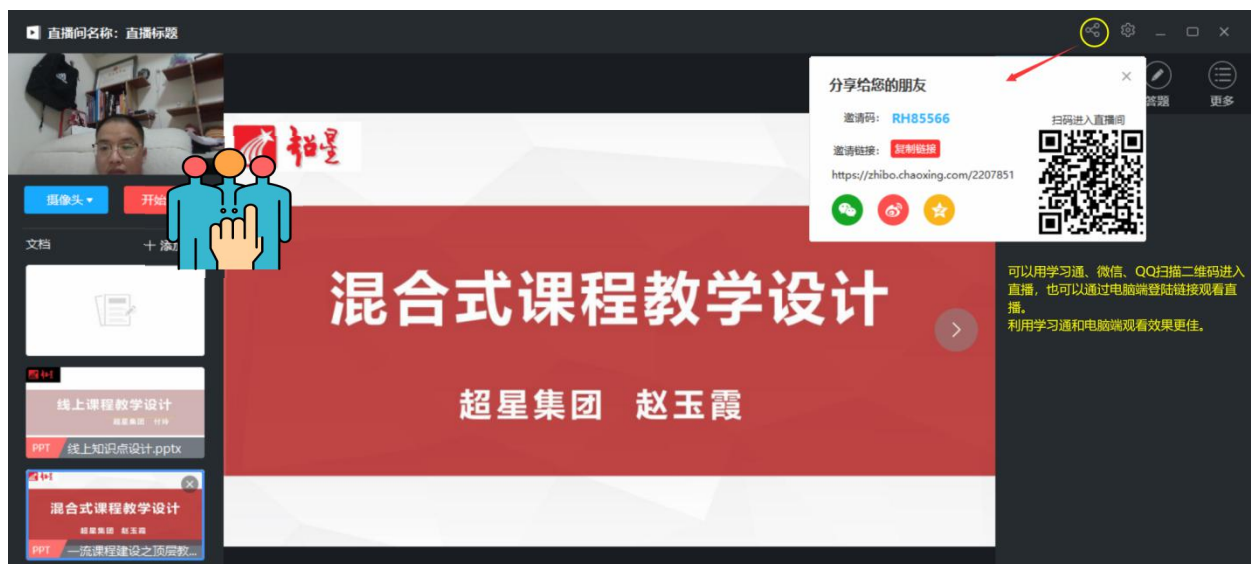 直播间名称：直播标题
分享给您的朋友
邀请码： RH85566
邀请链接： 复制链接
https://zhibo.chaoxing.com/2207851
扫码进入直播间
答题
更多
超星
摄像头
开始
文档
+ 添加
混合式课程教学设计
超星集团 赵玉霞
可以用学习通、微信、QQ扫描二维码进入
直播，也可以通过电脑端登陆链接观看直
播。
利用学习通和电脑端观看效果更佳。
线上课程教学设计
超星集团 付玲
PPT 线上知识点设计.pptx
混合式课程教学设计
超星集团 赵玉霞
PPT 一流课程建设之顶层教...